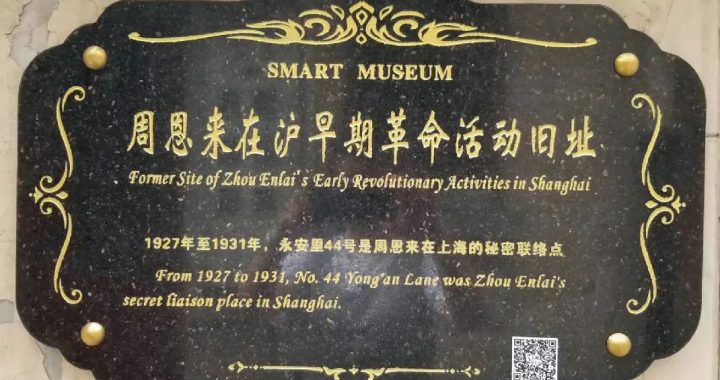 SMART MUSEUM
周恩来在沪早期革命活动旧址
Former Site of Zhou Enlai's Early Revolutionary Activities in Shanghai
1927年至1931年，永安里44号是周恩来在上海的秘密联络点
From 1927 to 1931, No. 44 Yong'an Lane was Zhou Enlai's
secret liaison place in Shanghai.